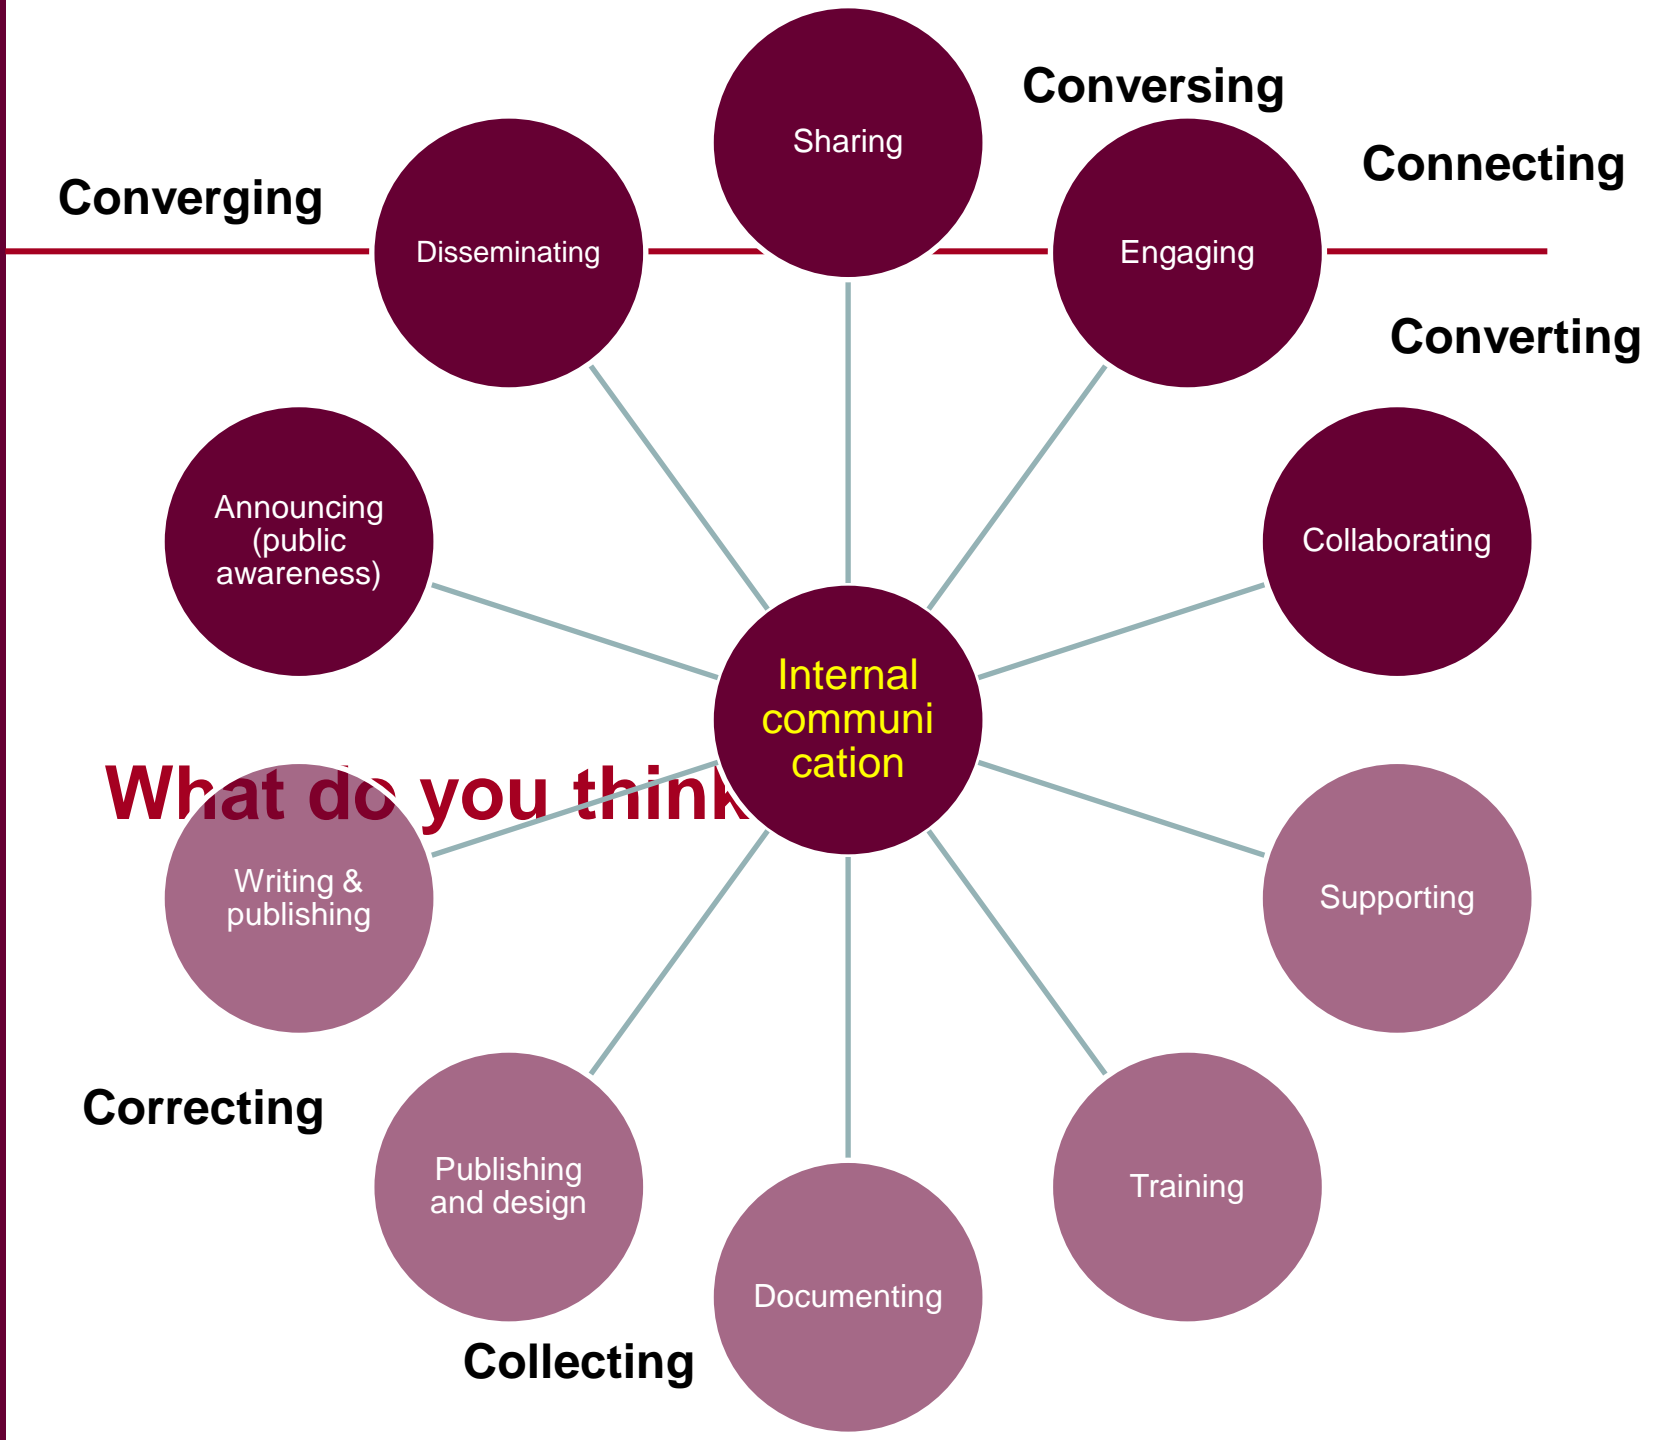 Conversing
Sharing
Connecting
Converging
Disseminating
Engaging
Converting
Announcing
(public
awareness)
Collaborating
Internal
communi
cation
What do you think
Writing &
publishing
Supporting
Correcting
Publishing
and design
Training
Documenting
Collecting